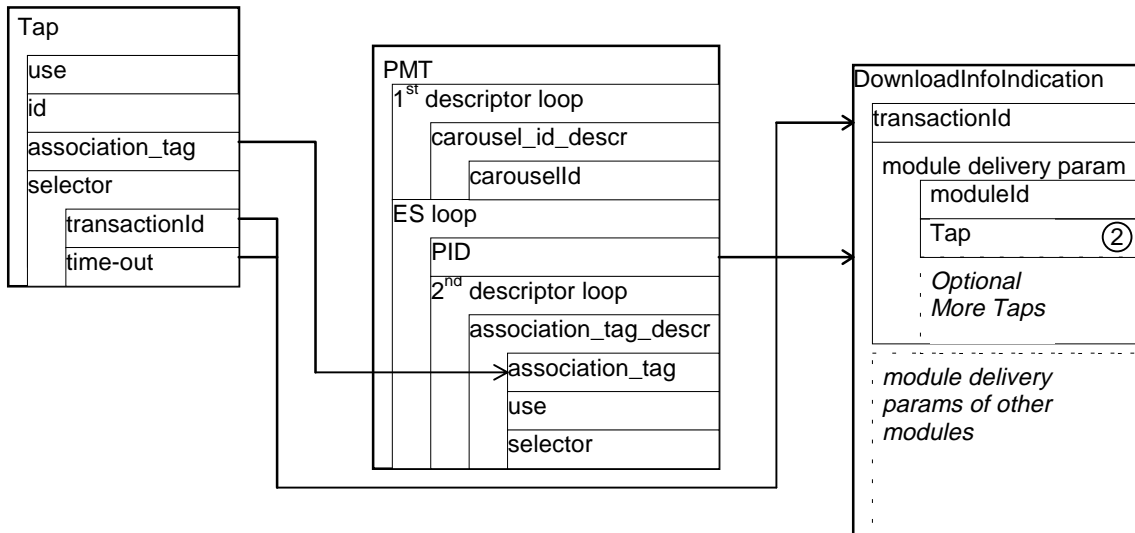 Tap
use
id
association_tag
selector
transactionId
time-out
PMT
1st descriptor loop
carousel_id_descr
carouselId
ES loop
PID
2nd descriptor loop
association_tag_descr
association_tag
use
selector
DownloadInfoIndication
transactionId
module delivery param
moduleId
Tap 2
Optional
More Taps
module delivery
params of other
modules